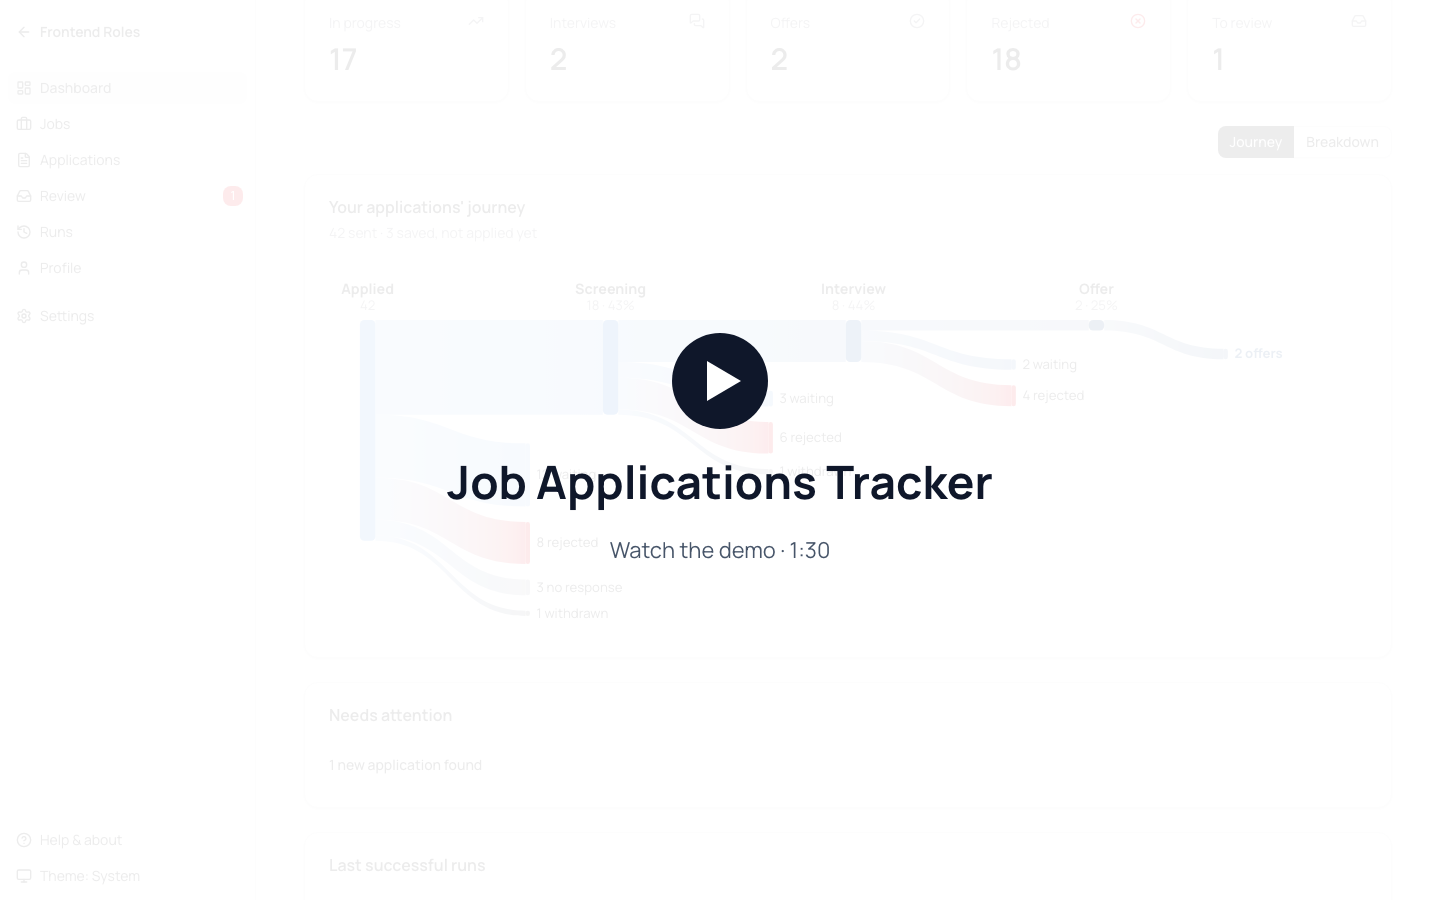 Frontend Roles
Dashboard
Jobs
Applications
Review 1
Runs
Profile
Settings
Help & about
Theme: System
In progress
17
Interviews
2
Offers
2
Rejected
18
To review
1
Journey Breakdown
Your applications' journey
42 sent · 3 saved, not applied yet
Applied
42
Screening
18 · 43%
Interview
8 · 44%
Offer
2 · 25%
2 offers
2 waiting
4 rejected
3 waiting
6 rejected
Job Applications Tracker
Watch the demo · 1:30
8 rejected
3 no response
1 withdrawn
Needs attention
1 new application found
Last successful runs